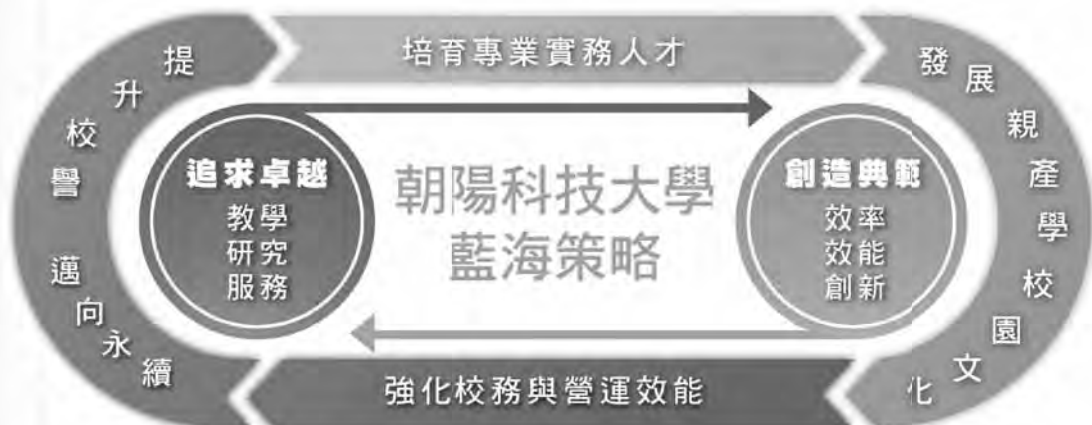 培育專業實務人才
提升校譽 邁向永續
發展親產學校園文化
追求卓越
教學
研究
服務
朝陽科技大學
藍海策略
創造典範
效率
效能
創新
強化校務與營運效能